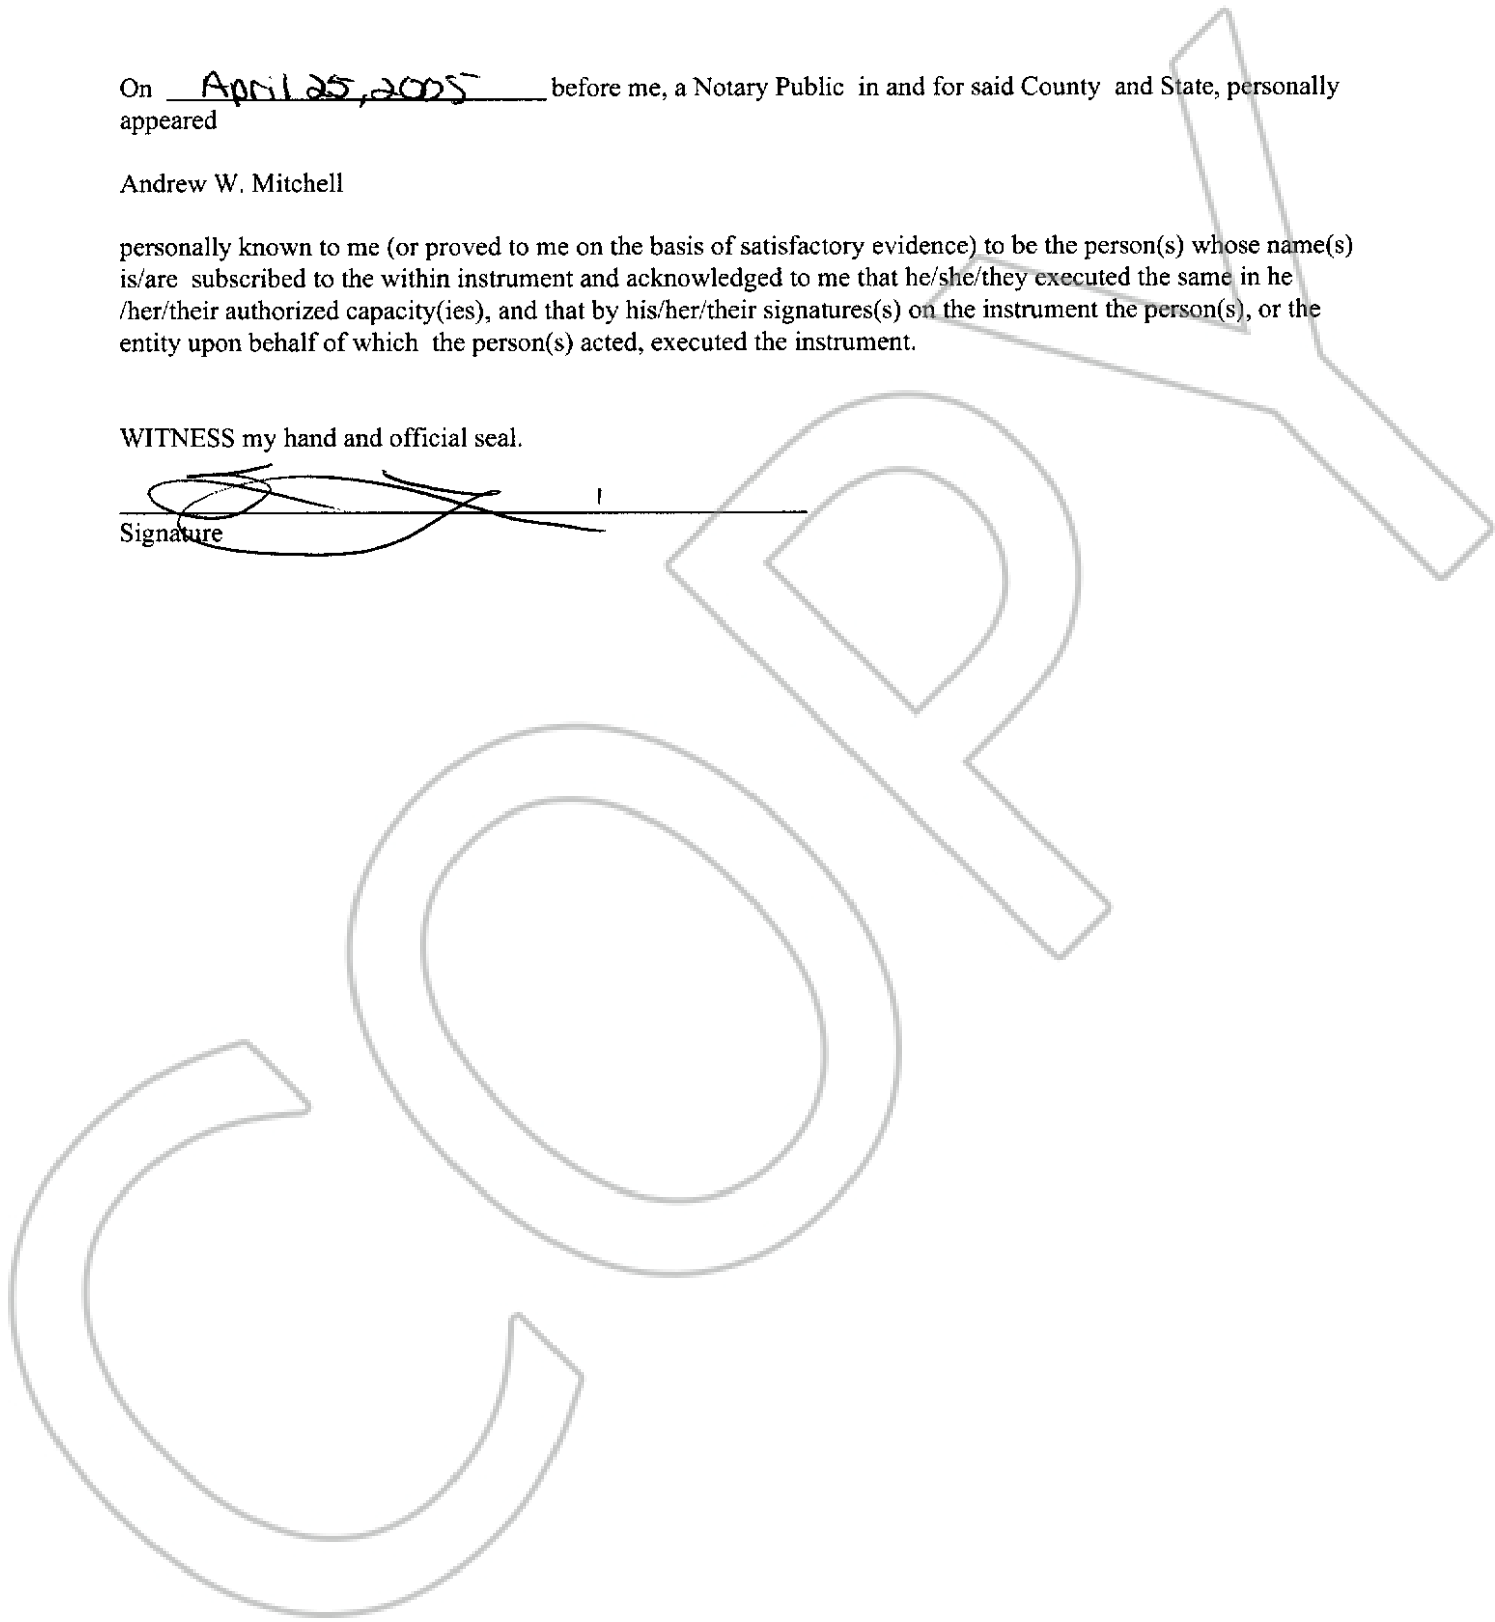 On April 25, 2005 before me, a Notary Public in and for said County and State, personally
appeared
Andrew W. Mitchell
personally known to me (or proved to me on the basis of satisfactory evidence) to be the person(s) whose name(s)
is/are subscribed to the within instrument and acknowledged to me that he/she/they executed the same in he
/her/their authorized capacity(ies), and that by his/her/their signatures(s) on the instrument the person(s), or the
entity upon behalf of which the person(s) acted, executed the instrument.
WITNESS my hand and official seal.
Signature
COPY